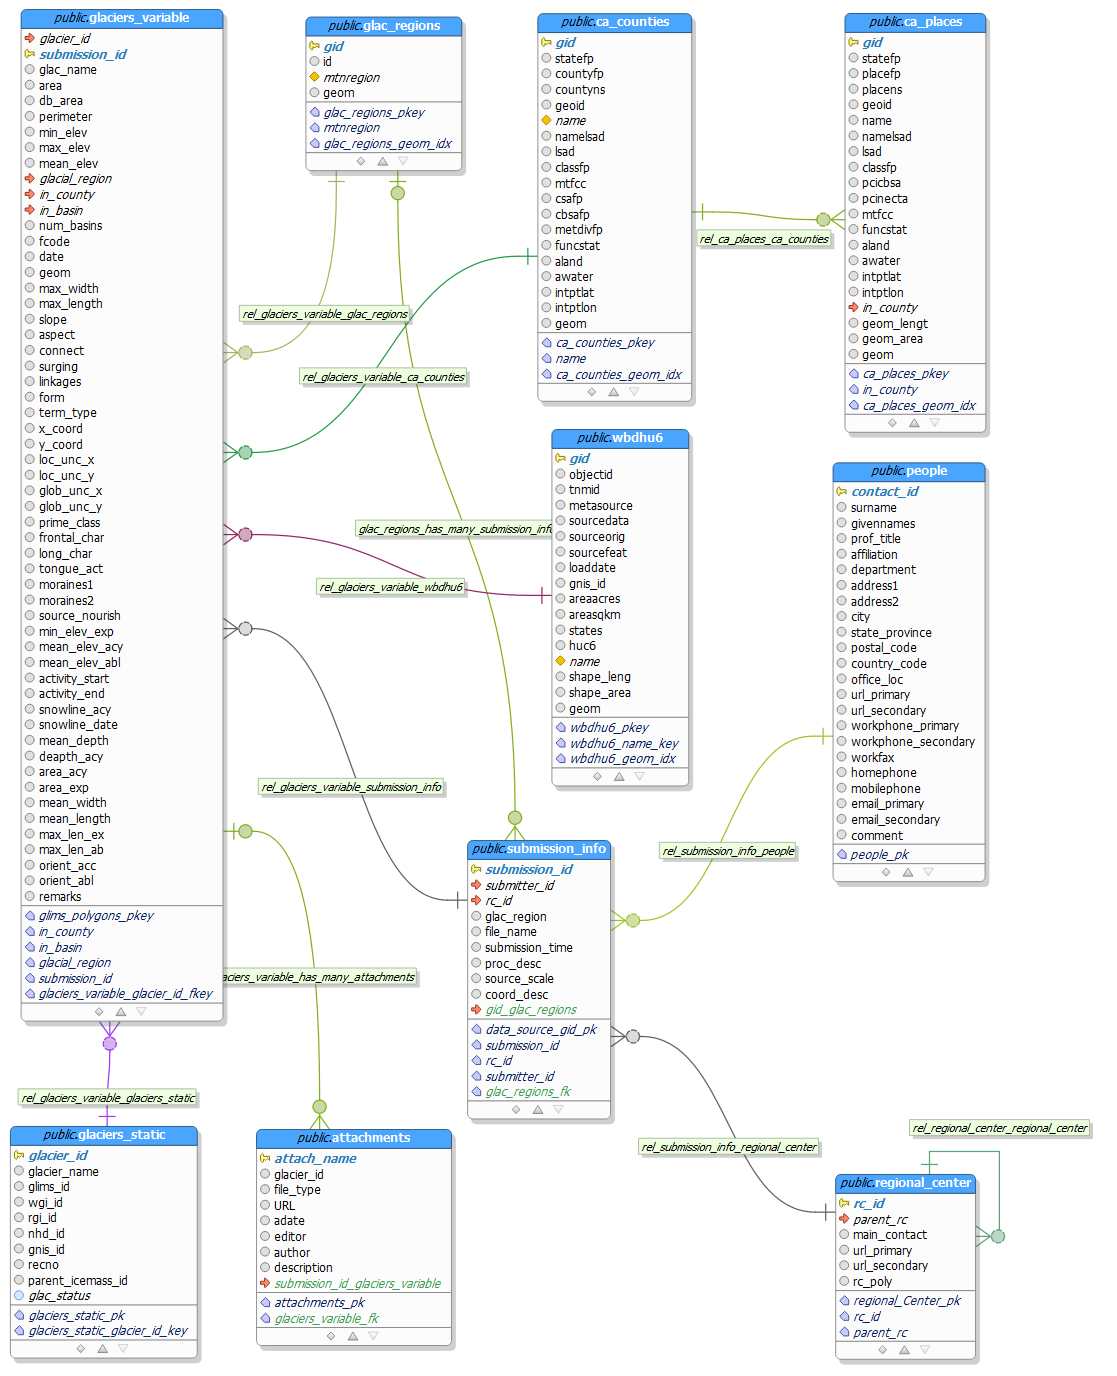 public.glaciers_variable
glacier_id
submission_id
glac_name
area
db_area
perimeter
min_elev
max_elev
mean_elev
glacial_region
in_county
in_basin
num_basins
fcode
date
geom
max_width
max_length
slope
aspect
connect
surging
linkages
form
term_type
x_coord
y_coord
loc_unc_x
loc_unc_y
glob_unc_x
glob_unc_y
prime_class
frontal_char
long_char
tongue_act
moraines1
moraines2
source_nourish
min_elev_exp
mean_elev_acy
mean_elev_abl
activity_start
activity_end
snowline_acy
snowline_date
mean_depth
deapth_acy
area_acy
area_exp
mean_width
mean_length
max_len_ex
max_len_ab
orient_acc
orient_abl
remarks
glims_polygons_pkey
in_county
in_basin
glacial_region
submission_id
glaciers_variable_glacier_id_fkey
public.glac_regions
gid
id
mtnregion
geom
glac_regions_pkey
mtnregion
glac_regions_geom_idx
public.ca_counties
gid
statefp
countyfp
countyns
geoid
name
namelsad
lsad
classfp
mtfcc
csafp
cbsafp
metdivfp
funcstat
aland
awater
intptlat
intptlon
geom
ca_counties_pkey
name
ca_counties_geom_idx
public.ca_places
gid
statefp
placefp
placens
geoid
name
namelsad
lsad
classfp
pcicbsa
pcinecta
mtfcc
funcstat
aland
awater
intptlat
intptlon
in_county
geom_lengt
geom_area
geom
ca_places_pkey
in_county
ca_places_geom_idx
rel_ca_places_ca_counties
rel_glaciers_variable_glac_regions
rel_glaciers_variable_ca_counties
glac_regions_has_many_submission_info
rel_glaciers_variable_wbdhu6
public.wbdhu6
gid
objectid
tnmid
metasource
sourcedata
sourceorig
sourcefeat
loaddate
gnis_id
areaacres
areasqkm
states
huc6
name
shape_leng
shape_area
geom
wbdhu6_pkey
wbdhu6_name_key
wbdhu6_geom_idx
public.people
contact_id
surname
givennames
prof_title
affiliation
department
address1
address2
city
state_province
postal_code
country_code
office_loc
url_primary
url_secondary
workphone_primary
workphone_secondary
workfax
homephone
mobilephone
email_primary
email_secondary
comment
people_pk
rel_glaciers_variable_submission_info
rel_submission_info_people
public.submission_info
submission_id
submitter_id
rc_id
glac_region
file_name
submission_time
proc_desc
source_scale
coord_desc
gid_glac_regions
data_source_gid_pk
submission_id
rc_id
submitter_id
glac_regions_fk
aciers_variable_has_many_attachments
rel_glaciers_variable_glaciers_static
public.glaciers_static
glacier_id
glacier_name
glims_id
wgi_id
rgi_id
nhd_id
gnis_id
recno
parent_icemass_id
glac_status
glaciers_static_pk
glaciers_static_glacier_id_key
public.attachments
attach_name
glacier_id
file_type
URL
adate
editor
author
description
submission_id_glaciers_variable
attachments_pk
glaciers_variable_fk
rel_submission_info_regional_center
rel_regional_center_regional_center
public.regional_center
rc_id
parent_rc
main_contact
url_primary
url_secondary
rc_poly
regional_Center_pk
rc_id
parent_rc